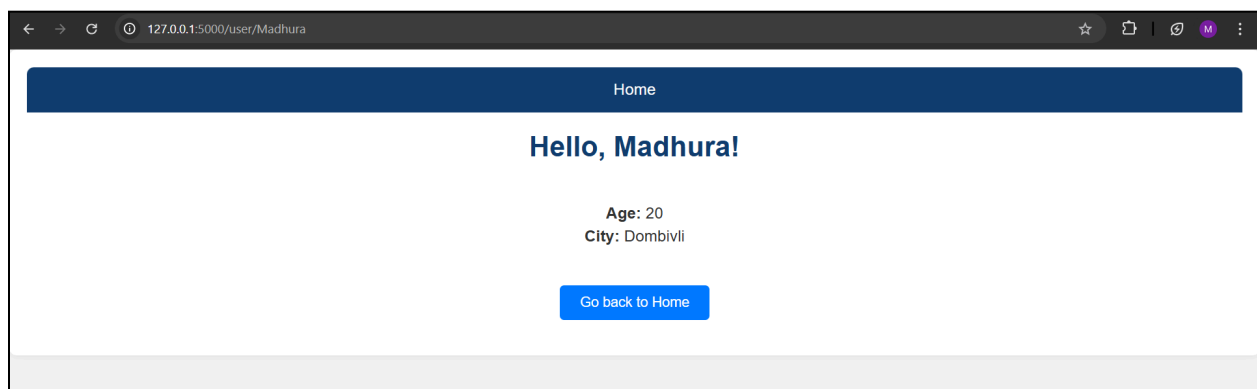 127.0.0.1:5000/user/Madhura
M
Home
Hello, Madhura!
Age: 20
City: Dombivli
Go back to Home